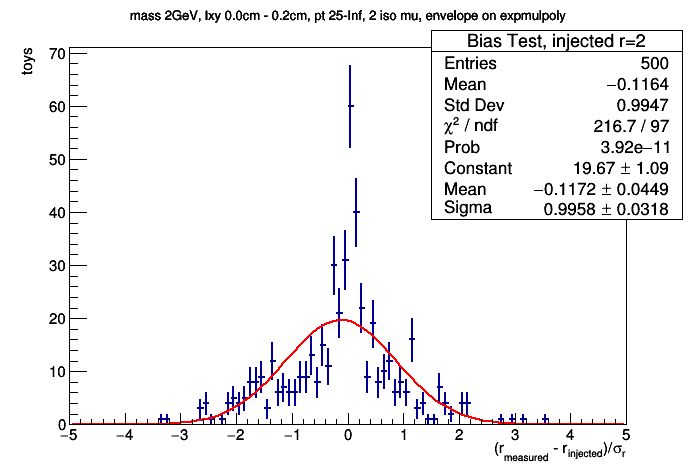 mass 2GeV, lxy 0.0cm - 0.2cm, pt 25-Inf, 2 iso mu, envelope on expmulpoly
Bias Test, injected r=2
Entries 500
Mean −0.1164
Std Dev 0.9947
χ² / ndf 216.7 / 97
Prob 3.92e−11
Constant 19.67 ± 1.09
Mean −0.1172 ± 0.0449
Sigma 0.9958 ± 0.0318
toys
70
60
50
40
30
20
10
0
−5 −4 −3 −2 −1 0 1 2 3 4 5
(r_measured - r_injected)/σ_r